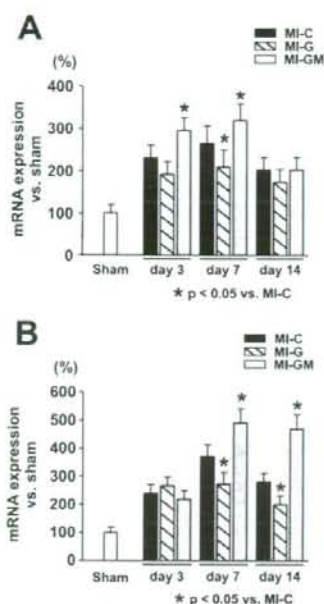 A
MI-C
MI-G
MI-GM
(%)
400
300
200
100
0
mRNA expression
vs. sham
*
*
*
Sham
day 3
day 7
day 14
* p < 0.05 vs. MI-C
B
MI-C
MI-G
MI-GM
(%)
600
500
400
300
200
100
0
mRNA expression
vs. sham
*
*
*
*
Sham
day 3
day 7
day 14
* p < 0.05 vs. MI-C